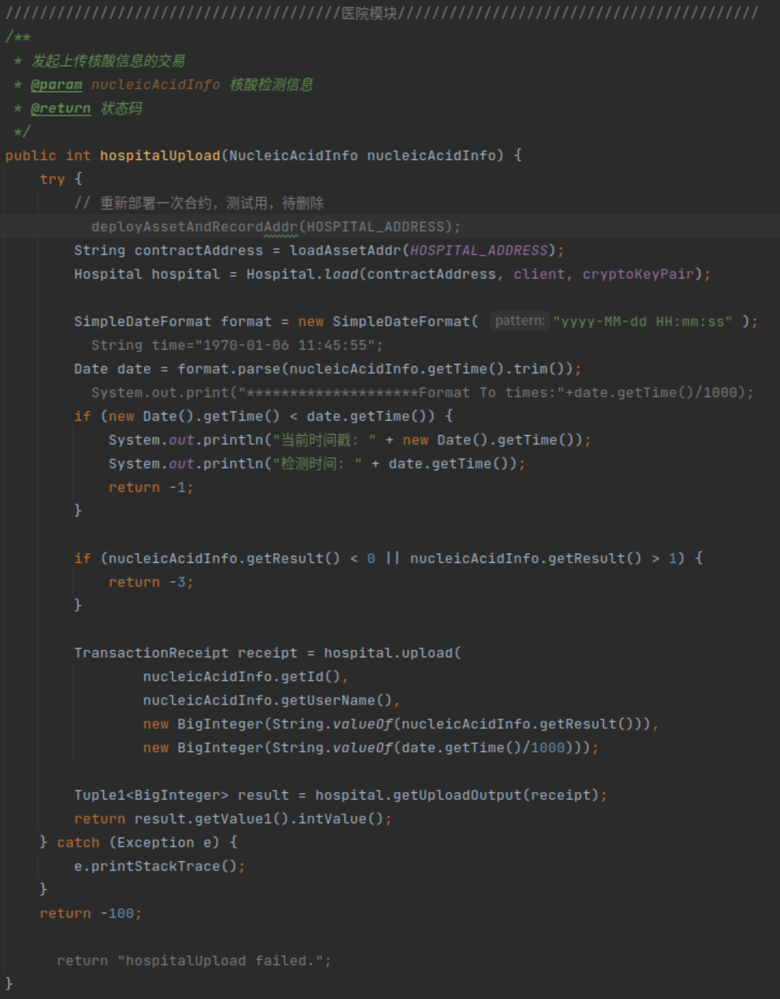 ///////////////////////////////////////医院模块//////////////////////////////////////////
/**
 * 发起上传核酸信息的交易
 * @param nucleicAcidInfo 核酸检测信息
 * @return 状态码
 */
public int hospitalUpload(NucleicAcidInfo nucleicAcidInfo) {
    try {
        // 重新部署一次合约，测试用，待删除
          deployAssetAndRecordAddr(HOSPITAL_ADDRESS);
        String contractAddress = loadAssetAddr(HOSPITAL_ADDRESS);
        Hospital hospital = Hospital.load(contractAddress, client, cryptoKeyPair);
        SimpleDateFormat format = new SimpleDateFormat( pattern: "yyyy-MM-dd HH:mm:ss" );
          String time="1970-01-06 11:45:55";
        Date date = format.parse(nucleicAcidInfo.getTime().trim());
          System.out.print("********************Format To times:"+date.getTime()/1000);
        if (new Date().getTime() < date.getTime()) {
            System.out.println("当前时间戳: " + new Date().getTime());
            System.out.println("检测时间: " + date.getTime());
            return -1;
        }
        if (nucleicAcidInfo.getResult() < 0 || nucleicAcidInfo.getResult() > 1) {
            return -3;
        }
        TransactionReceipt receipt = hospital.upload(
                nucleicAcidInfo.getId(),
                nucleicAcidInfo.getUserName(),
                new BigInteger(String.valueOf(nucleicAcidInfo.getResult())),
                new BigInteger(String.valueOf(date.getTime()/1000)));
        Tuple1<BigInteger> result = hospital.getUploadOutput(receipt);
        return result.getValue1().intValue();
    } catch (Exception e) {
        e.printStackTrace();
    }
    return -100;
      return "hospitalUpload failed.";
}